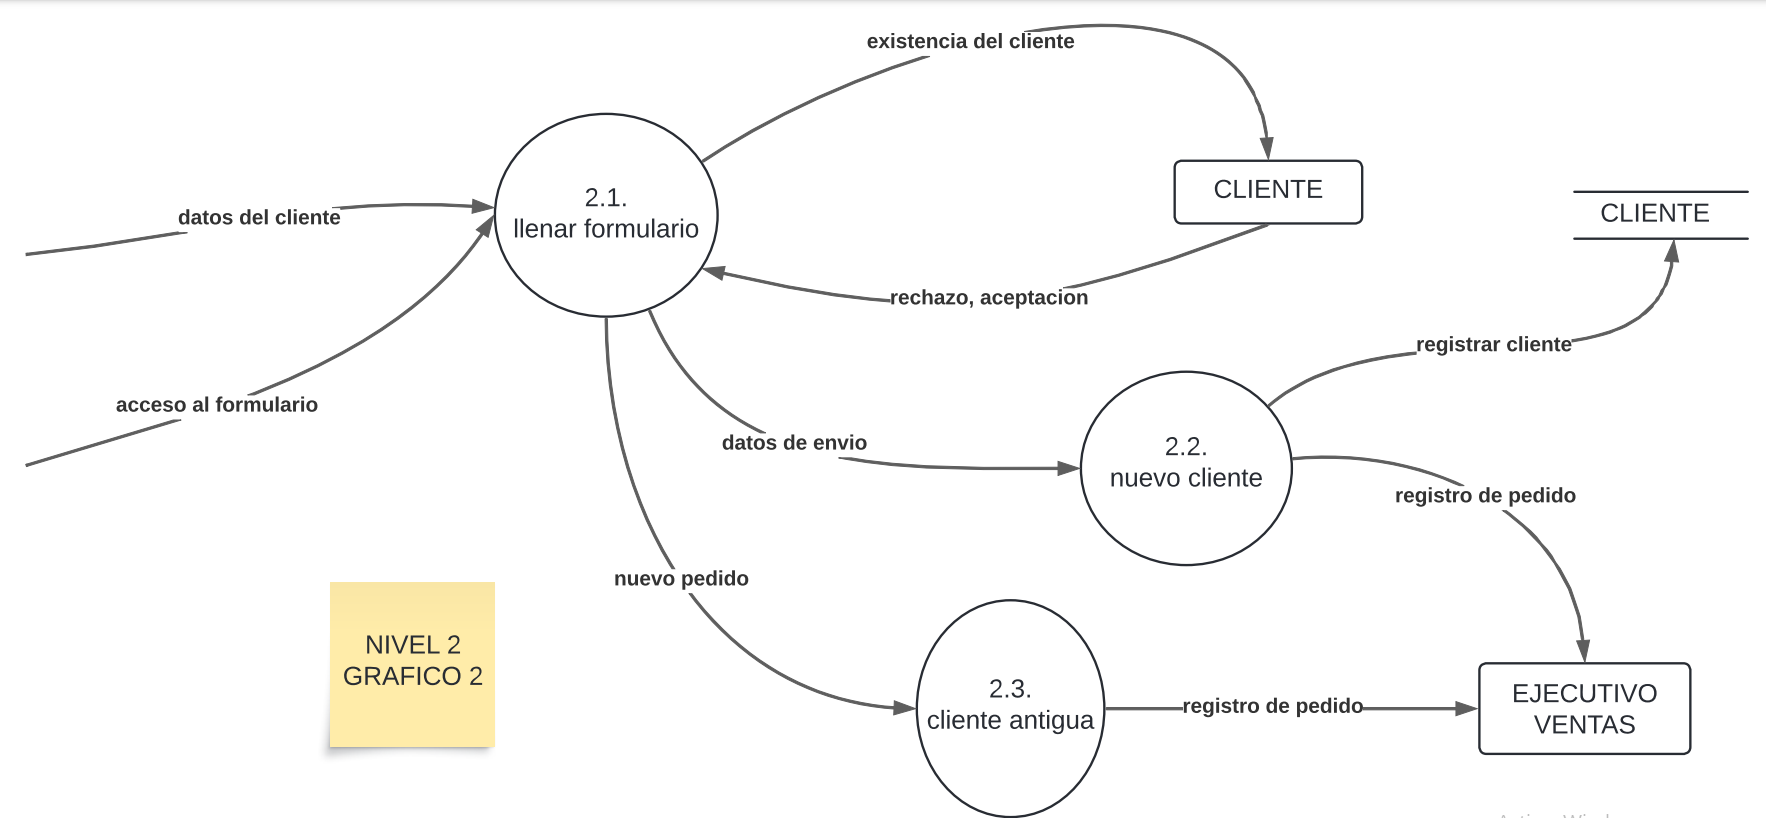 existencia del cliente
2.1.
llenar formulario
CLIENTE
CLIENTE
datos del cliente
rechazo, aceptacion
registrar cliente
acceso al formulario
datos de envio
2.2.
nuevo cliente
registro de pedido
nuevo pedido
NIVEL 2
GRAFICO 2
2.3.
cliente antigua
registro de pedido
EJECUTIVO
VENTAS